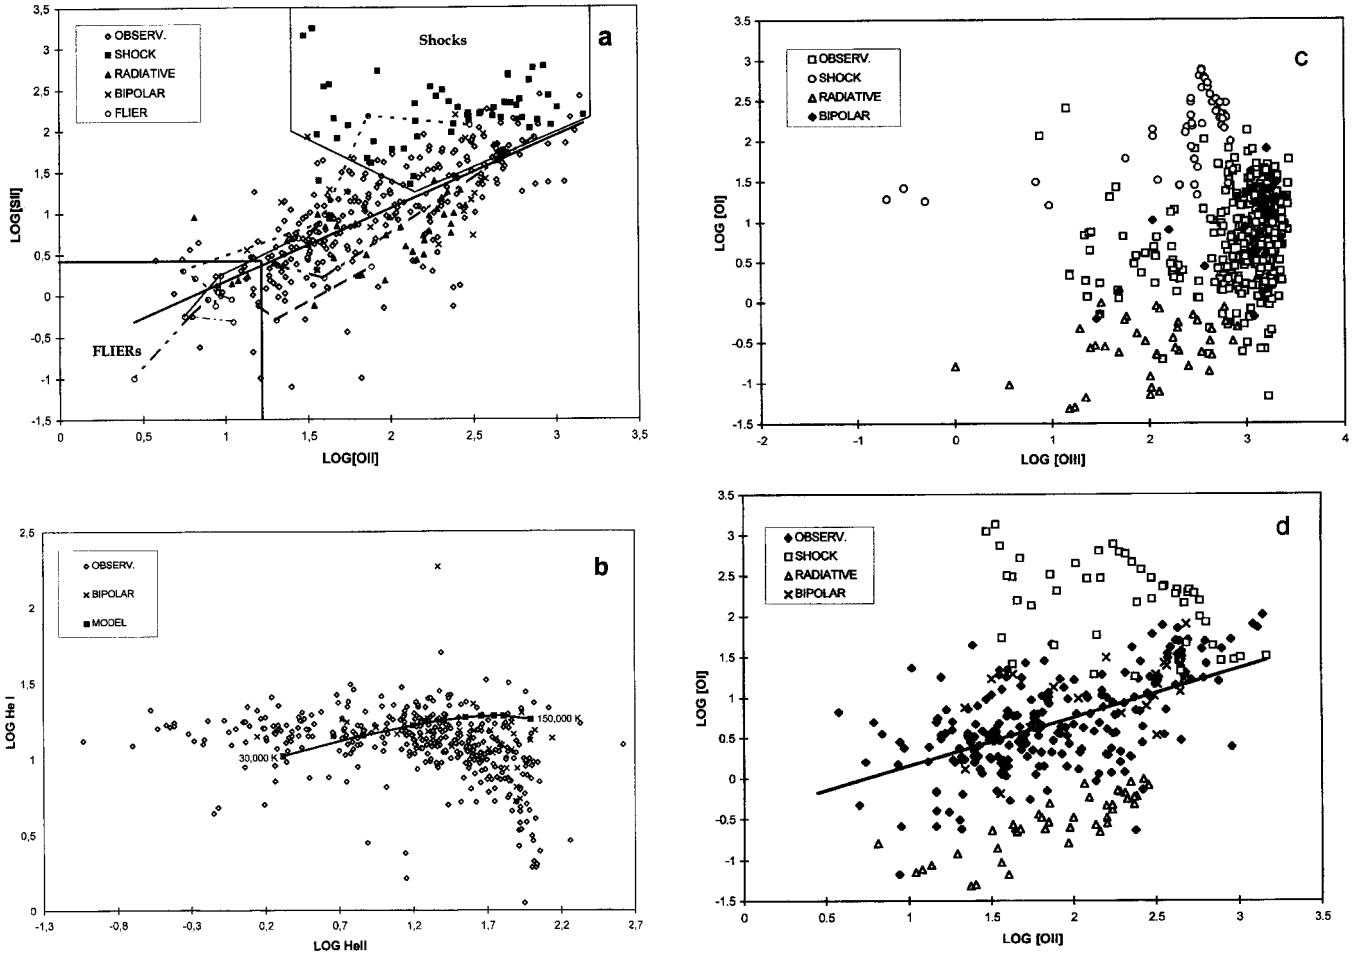 a
OBSERV.
SHOCK
RADIATIVE
BIPOLAR
FLIER
Shocks
FLIERs
LOG[SII]
3,5
3
2,5
2
1,5
1
0,5
0
-0,5
-1
-1,5
0
0,5
1
1,5
2
2,5
3
3,5
LOG[OII]
c
OBSERV.
SHOCK
RADIATIVE
BIPOLAR
LOG [OI]
3.5
3
2.5
2
1.5
1
0.5
0
-0.5
-1
-1.5
-2
-1
0
1
2
3
4
LOG [OIII]
b
OBSERV.
BIPOLAR
MODEL
150,000 K
30,000 K
LOG He I
2,5
2
1,5
1
0,5
0
-1,3
-0,8
-0,3
0,2
0,7
1,2
1,7
2,2
2,7
LOG HeII
d
OBSERV.
SHOCK
RADIATIVE
BIPOLAR
LOG [OI]
3.5
3
2.5
2
1.5
1
0.5
0
-0.5
-1
-1.5
0
0.5
1
1.5
2
2.5
3
3.5
LOG [OII]